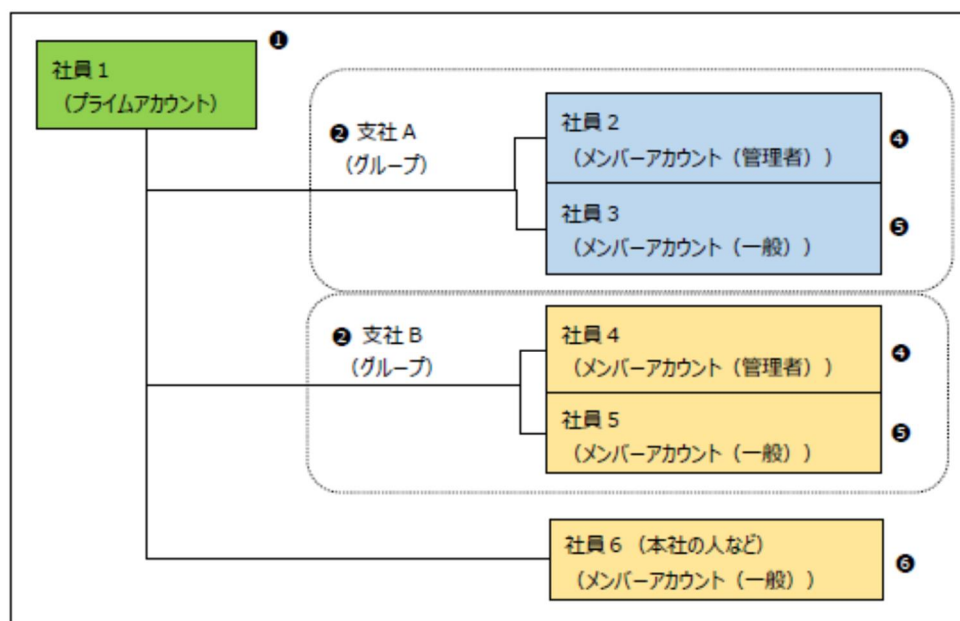 ❶
社員1
(プライムアカウント)
❷ 支社A
(グループ)
社員2
(メンバーアカウント(管理者))
❹
社員3
(メンバーアカウント(一般))
❺
❷ 支社B
(グループ)
社員4
(メンバーアカウント(管理者))
❹
社員5
(メンバーアカウント(一般))
❺
社員6(本社の人など)
(メンバーアカウント(一般))
❻